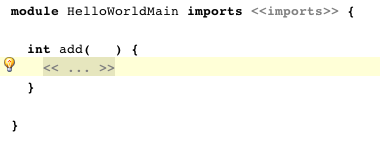 module HelloWorldMain imports <<imports>> {
int add(   ) {
<< ... >>
}
}